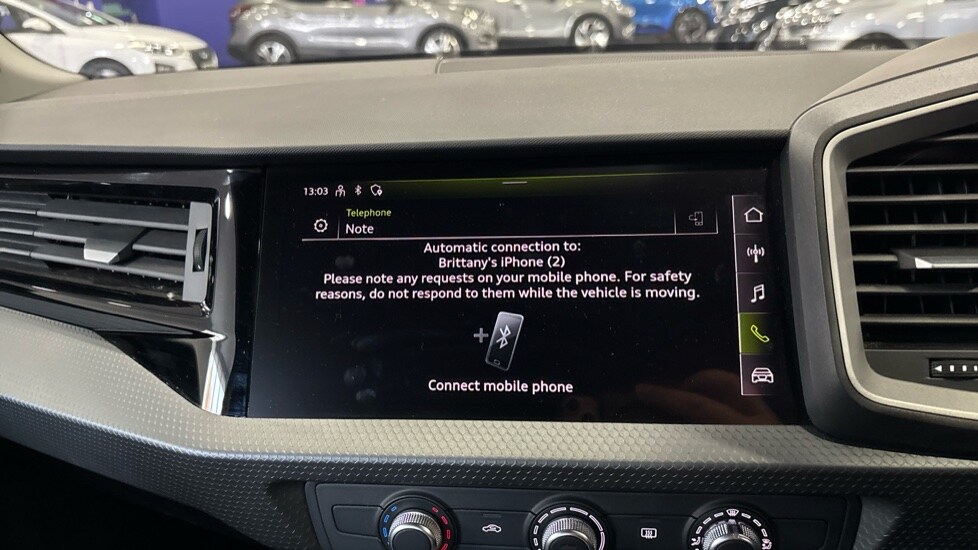 13:03
Telephone
Note
Automatic connection to:
Brittany's iPhone (2)
Please note any requests on your mobile phone. For safety
reasons, do not respond to them while the vehicle is moving.
Connect mobile phone